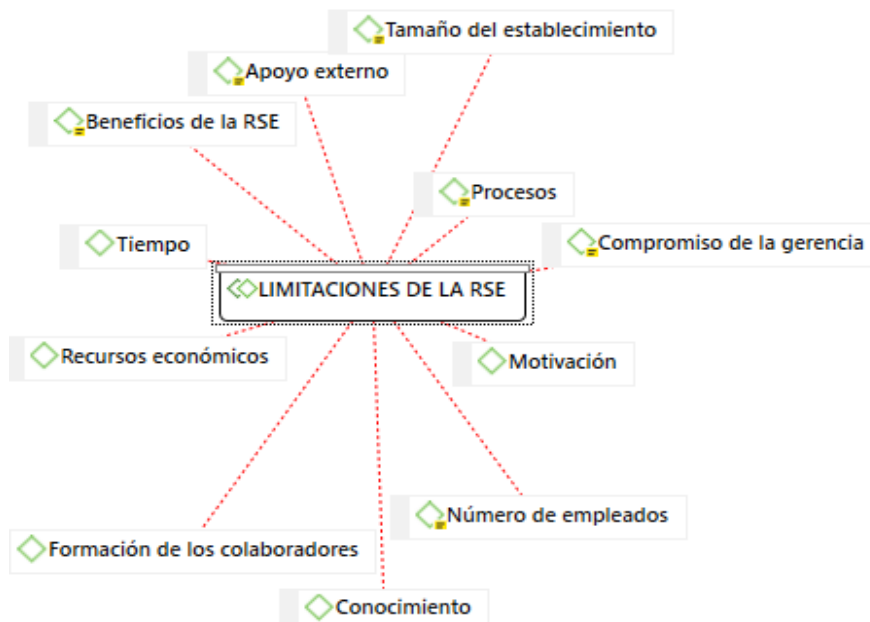 Tamaño del establecimiento
Apoyo externo
Beneficios de la RSE
Procesos
Tiempo
Compromiso de la gerencia
LIMITACIONES DE LA RSE
Recursos económicos
Motivación
Número de empleados
Formación de los colaboradores
Conocimiento